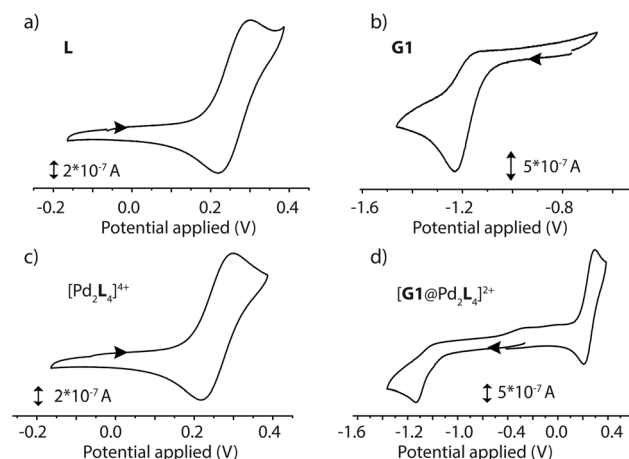 a)
L
2*10⁻⁷ A
-0.2 0.0 0.2 0.4
Potential applied (V)
b)
G1
5*10⁻⁷ A
-1.6 -1.2 -0.8
Potential applied (V)
c)
[Pd₂L₄]⁴⁺
2*10⁻⁷ A
-0.2 0.0 0.2 0.4
Potential applied (V)
d)
[G1@Pd₂L₄]²⁺
5*10⁻⁷ A
-1.6 -1.2 -1.0 -0.4 0.0 0.4
Potential applied (V)